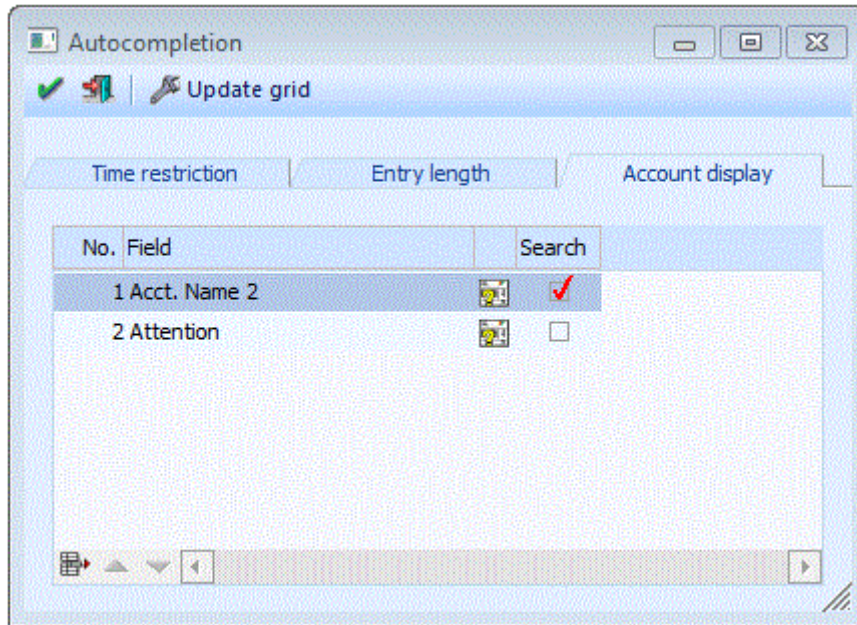 Autocompletion
Update grid
Time restriction Entry length Account display
No. Field Search
1 Acct. Name 2
2 Attention